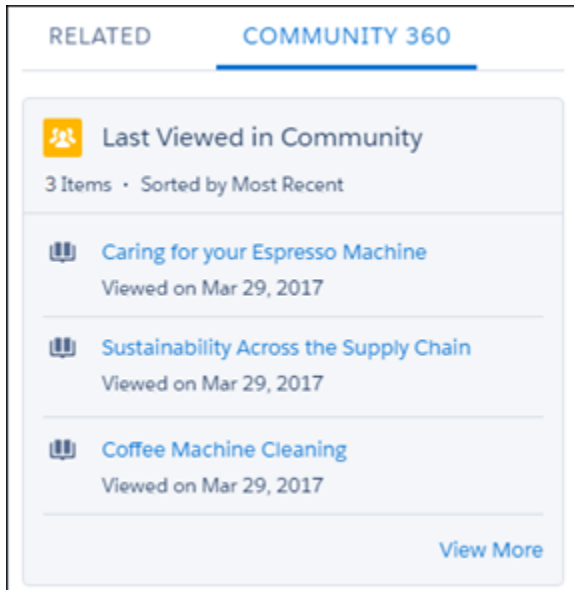 RELATED COMMUNITY 360
Last Viewed in Community
3 Items • Sorted by Most Recent
Caring for your Espresso Machine
Viewed on Mar 29, 2017
Sustainability Across the Supply Chain
Viewed on Mar 29, 2017
Coffee Machine Cleaning
Viewed on Mar 29, 2017
View More